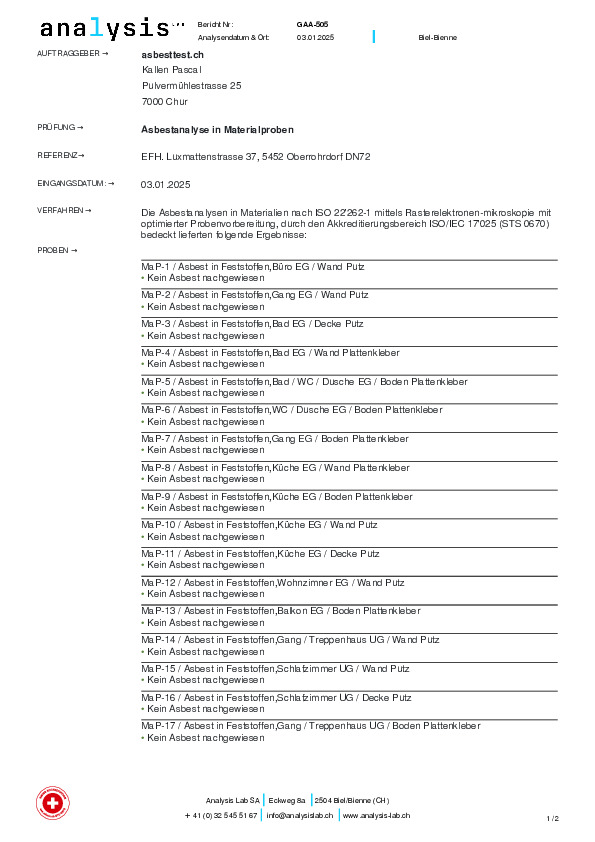 analysis
Bericht Nr: GAA-505
Analysendatum & Ort: 03.01.2025 Biel-Bienne
AUFTRAGGEBER → asbesttest.ch
Kallen Pascal
Pulvermühlestrasse 25
7000 Chur
PRÜFUNG → Asbestanalyse in Materialproben
REFERENZ→ EFH. Luxmattenstrasse 37, 5452 Oberrohrdorf DN72
EINGANGSDATUM: → 03.01.2025
VERFAHREN → Die Asbestanalysen in Materialien nach ISO 22'262-1 mittels Rasterelektronen-mikroskopie mit
optimierter Probenvorbereitung, durch den Akkreditierungsbereich ISO/IEC 17'025 (STS 0670)
bedeckt lieferten folgende Ergebnisse:
PROBEN →
MaP-1 / Asbest in Feststoffen,Büro EG / Wand Putz
• Kein Asbest nachgewiesen
MaP-2 / Asbest in Feststoffen,Gang EG / Wand Putz
• Kein Asbest nachgewiesen
MaP-3 / Asbest in Feststoffen,Bad EG / Decke Putz
• Kein Asbest nachgewiesen
MaP-4 / Asbest in Feststoffen,Bad EG / Wand Plattenkleber
• Kein Asbest nachgewiesen
MaP-5 / Asbest in Feststoffen,Bad / WC / Dusche EG / Boden Plattenkleber
• Kein Asbest nachgewiesen
MaP-6 / Asbest in Feststoffen,WC / Dusche EG / Boden Plattenkleber
• Kein Asbest nachgewiesen
MaP-7 / Asbest in Feststoffen,Gang EG / Boden Plattenkleber
• Kein Asbest nachgewiesen
MaP-8 / Asbest in Feststoffen,Küche EG / Wand Plattenkleber
• Kein Asbest nachgewiesen
MaP-9 / Asbest in Feststoffen,Küche EG / Boden Plattenkleber
• Kein Asbest nachgewiesen
MaP-10 / Asbest in Feststoffen,Küche EG / Wand Putz
• Kein Asbest nachgewiesen
MaP-11 / Asbest in Feststoffen,Küche EG / Decke Putz
• Kein Asbest nachgewiesen
MaP-12 / Asbest in Feststoffen,Wohnzimner EG / Wand Putz
• Kein Asbest nachgewiesen
MaP-13 / Asbest in Feststoffen,Balkon EG / Boden Plattenkleber
• Kein Asbest nachgewiesen
MaP-14 / Asbest in Feststoffen,Gang / Treppenhaus UG / Wand Putz
• Kein Asbest nachgewiesen
MaP-15 / Asbest in Feststoffen,Schlafzimmer UG / Wand Putz
• Kein Asbest nachgewiesen
MaP-16 / Asbest in Feststoffen,Schlafzimmer UG / Decke Putz
• Kein Asbest nachgewiesen
MaP-17 / Asbest in Feststoffen,Gang / Treppenhaus UG / Boden Plattenkleber
• Kein Asbest nachgewiesen
Analysis Lab SA | Eckweg 8a | 2504 Biel/Bienne (CH)
+ 41 (0) 32 545 51 67 | info@analysislab.ch | www.analysis-lab.ch
1 / 2